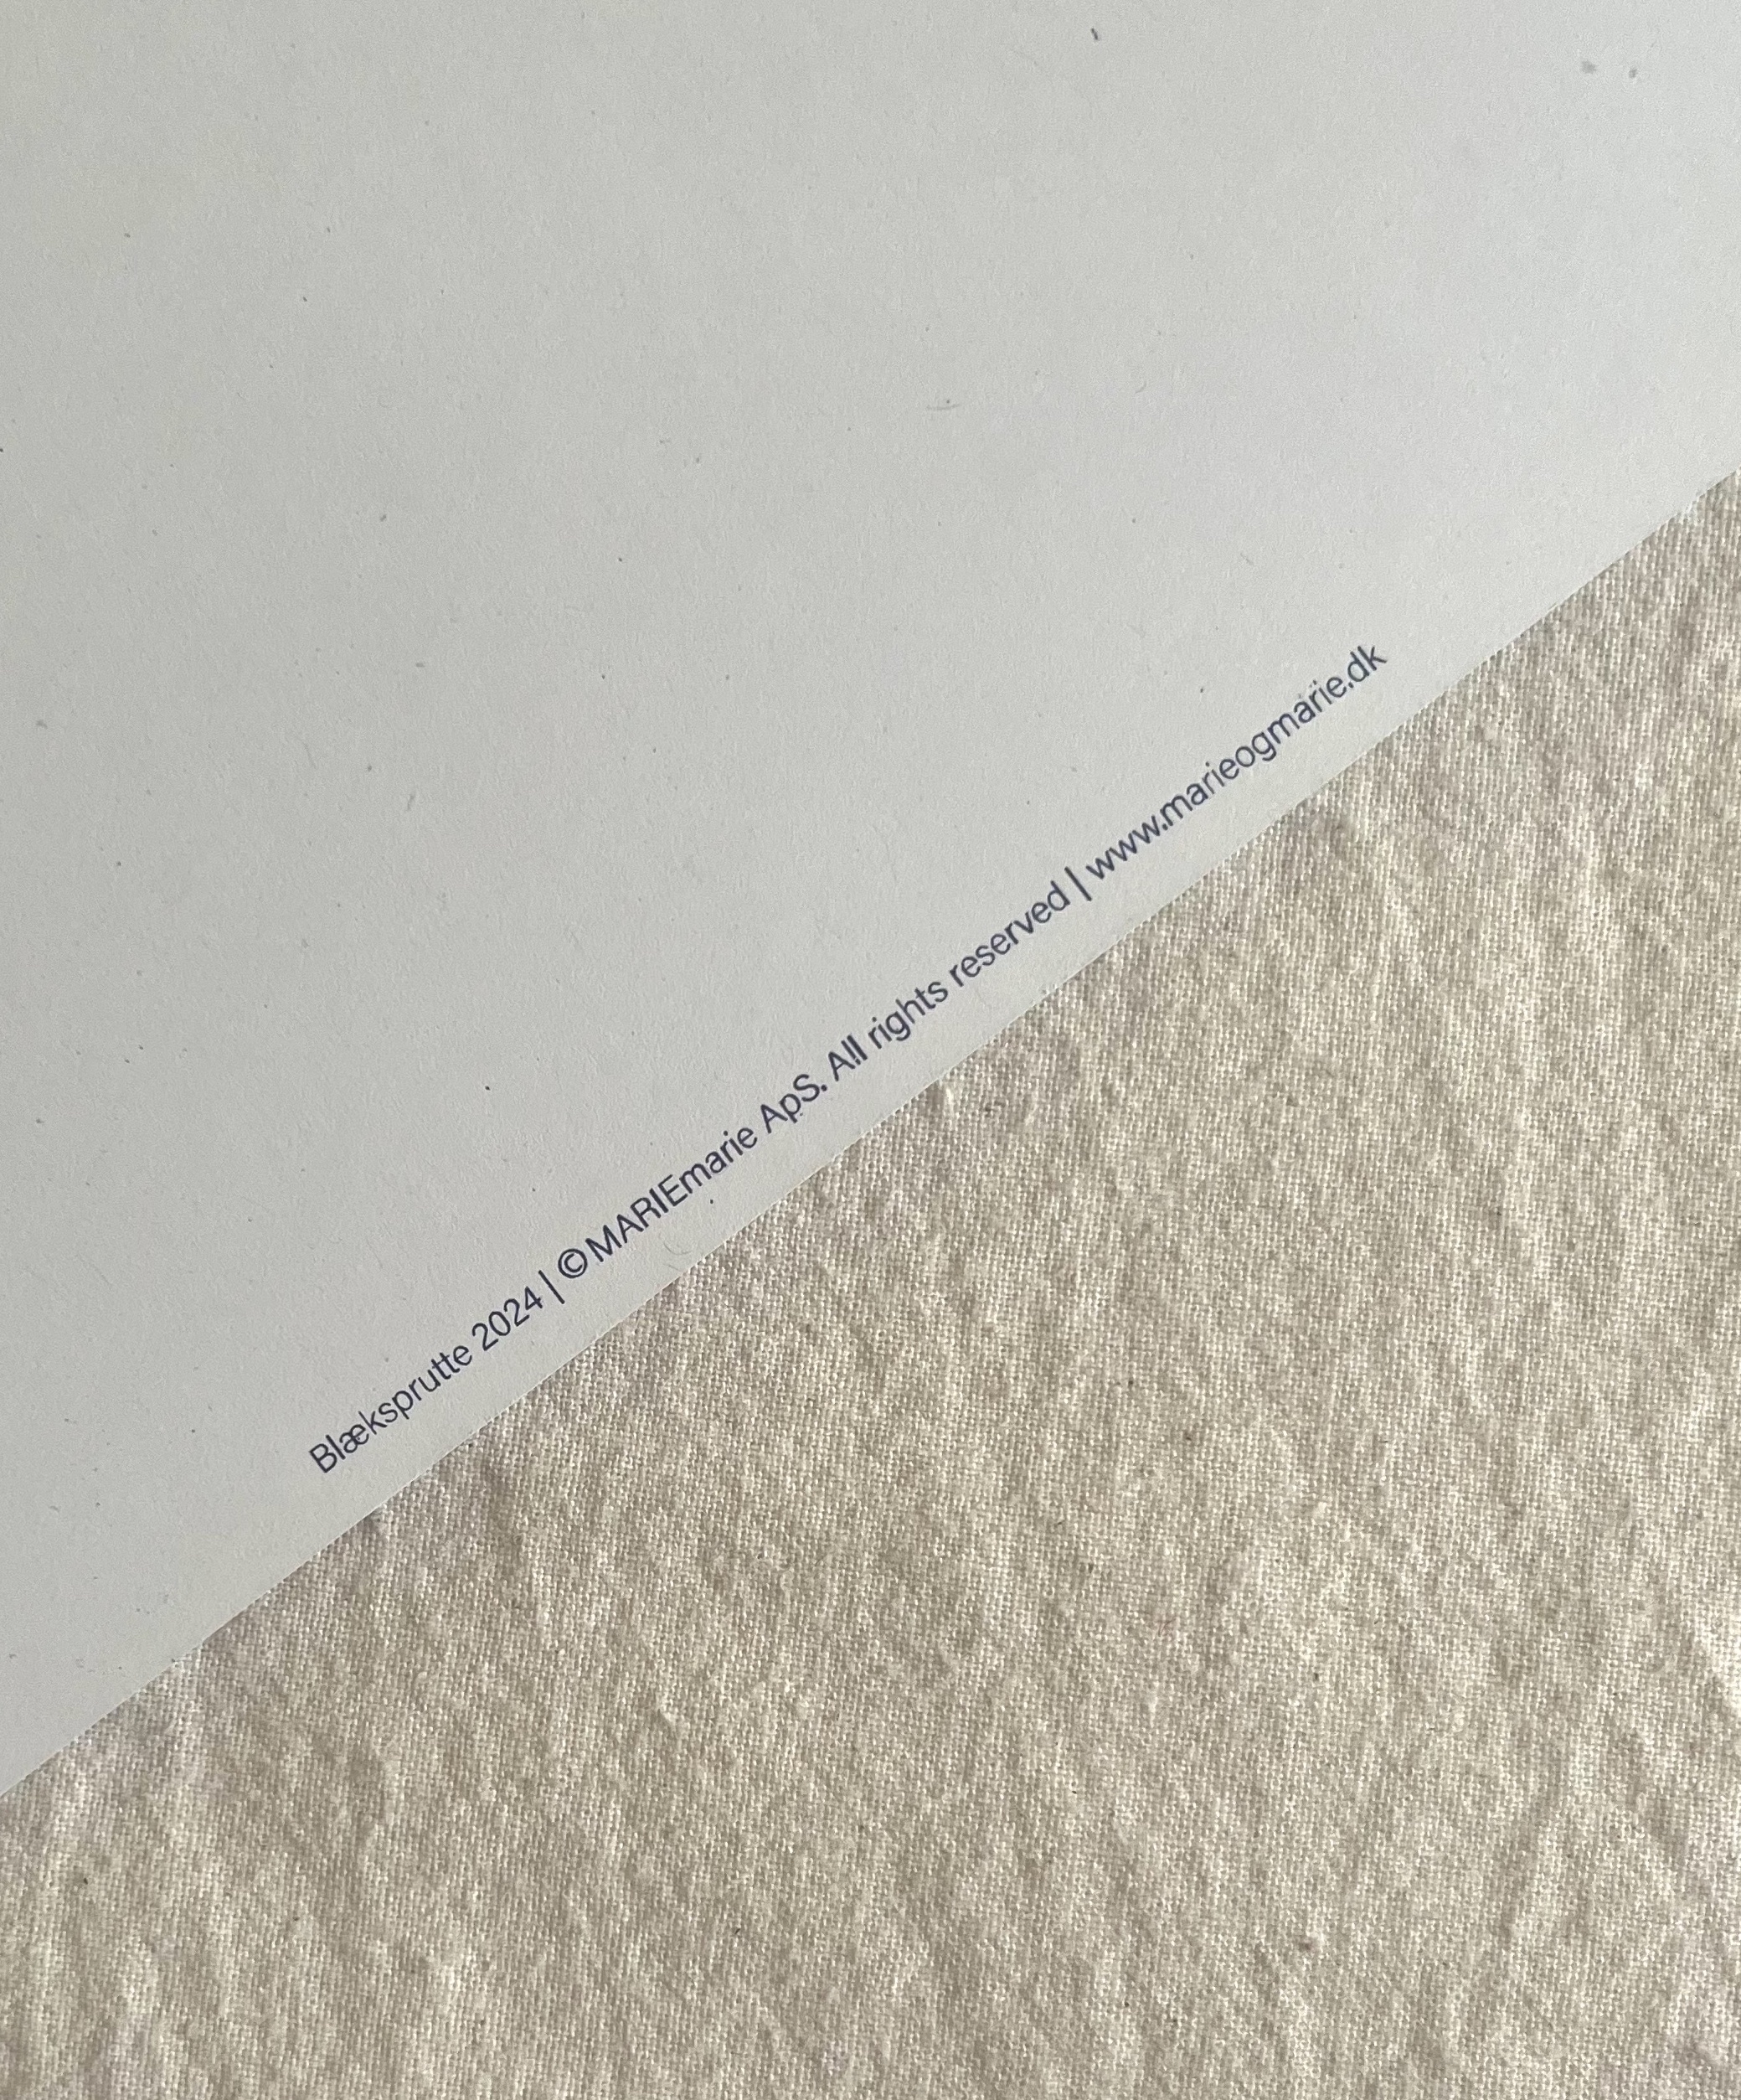 Blæksprutte 2024 | ©MARIEmarie ApS. All rights reserved | www.marieogmarie.dk